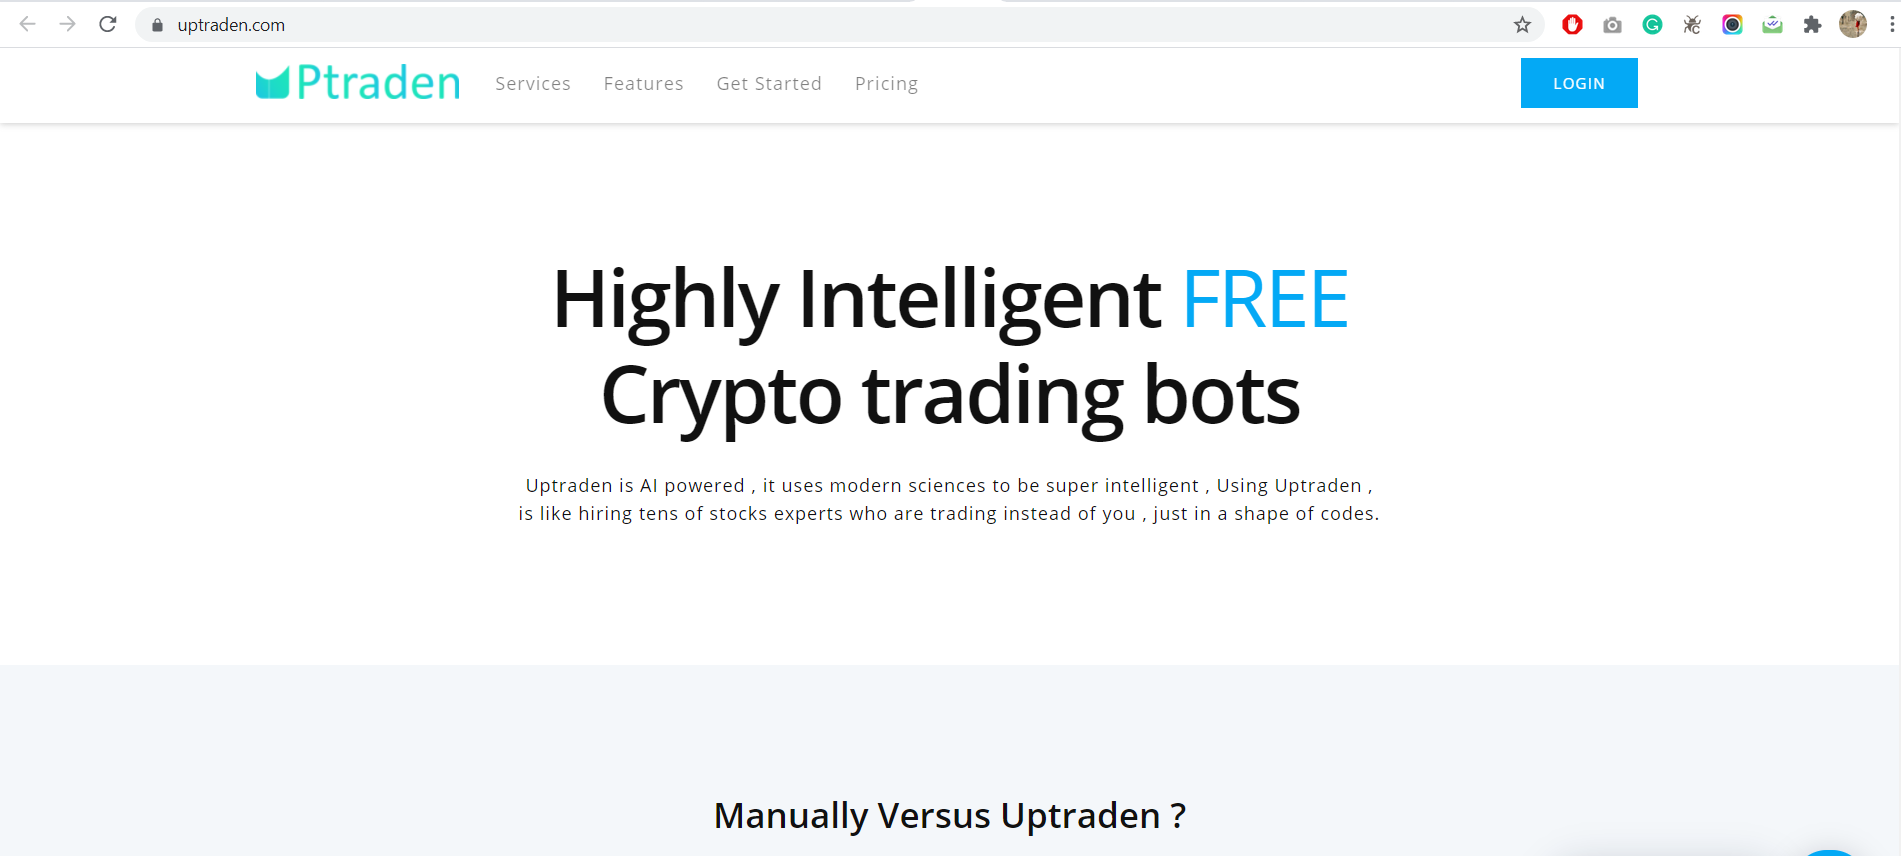 uptraden.com
Ptraden
Services Features Get Started Pricing
LOGIN
Highly Intelligent FREE
Crypto trading bots
Uptraden is AI powered , it uses modern sciences to be super intelligent , Using Uptraden ,
is like hiring tens of stocks experts who are trading instead of you , just in a shape of codes.
Manually Versus Uptraden ?